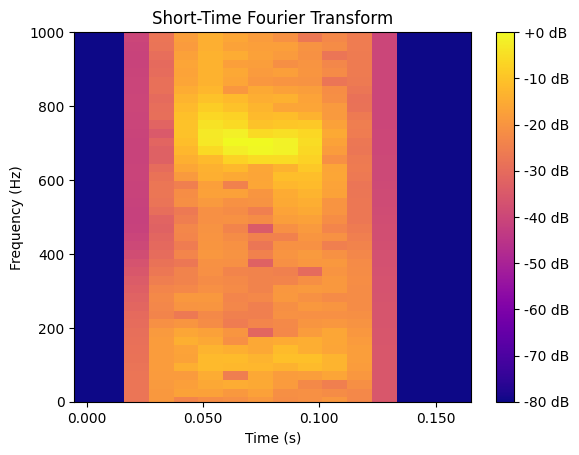 Short-Time Fourier Transform
Frequency (Hz)
1000
800
600
400
200
0
0.000
0.050
0.100
0.150
Time (s)
+0 dB
-10 dB
-20 dB
-30 dB
-40 dB
-50 dB
-60 dB
-70 dB
-80 dB